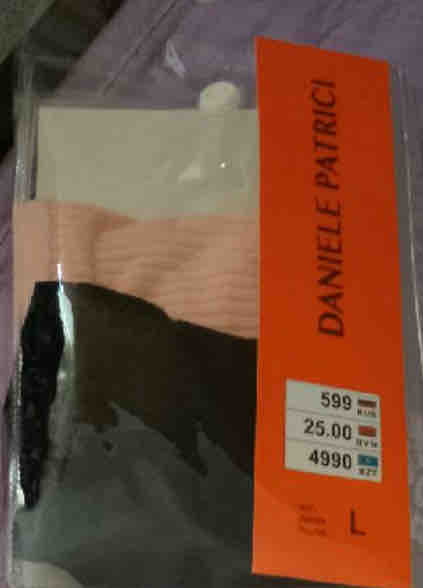 DANIELE PATRICI
599 RUB
25.00 BYN
4990 KZT
L